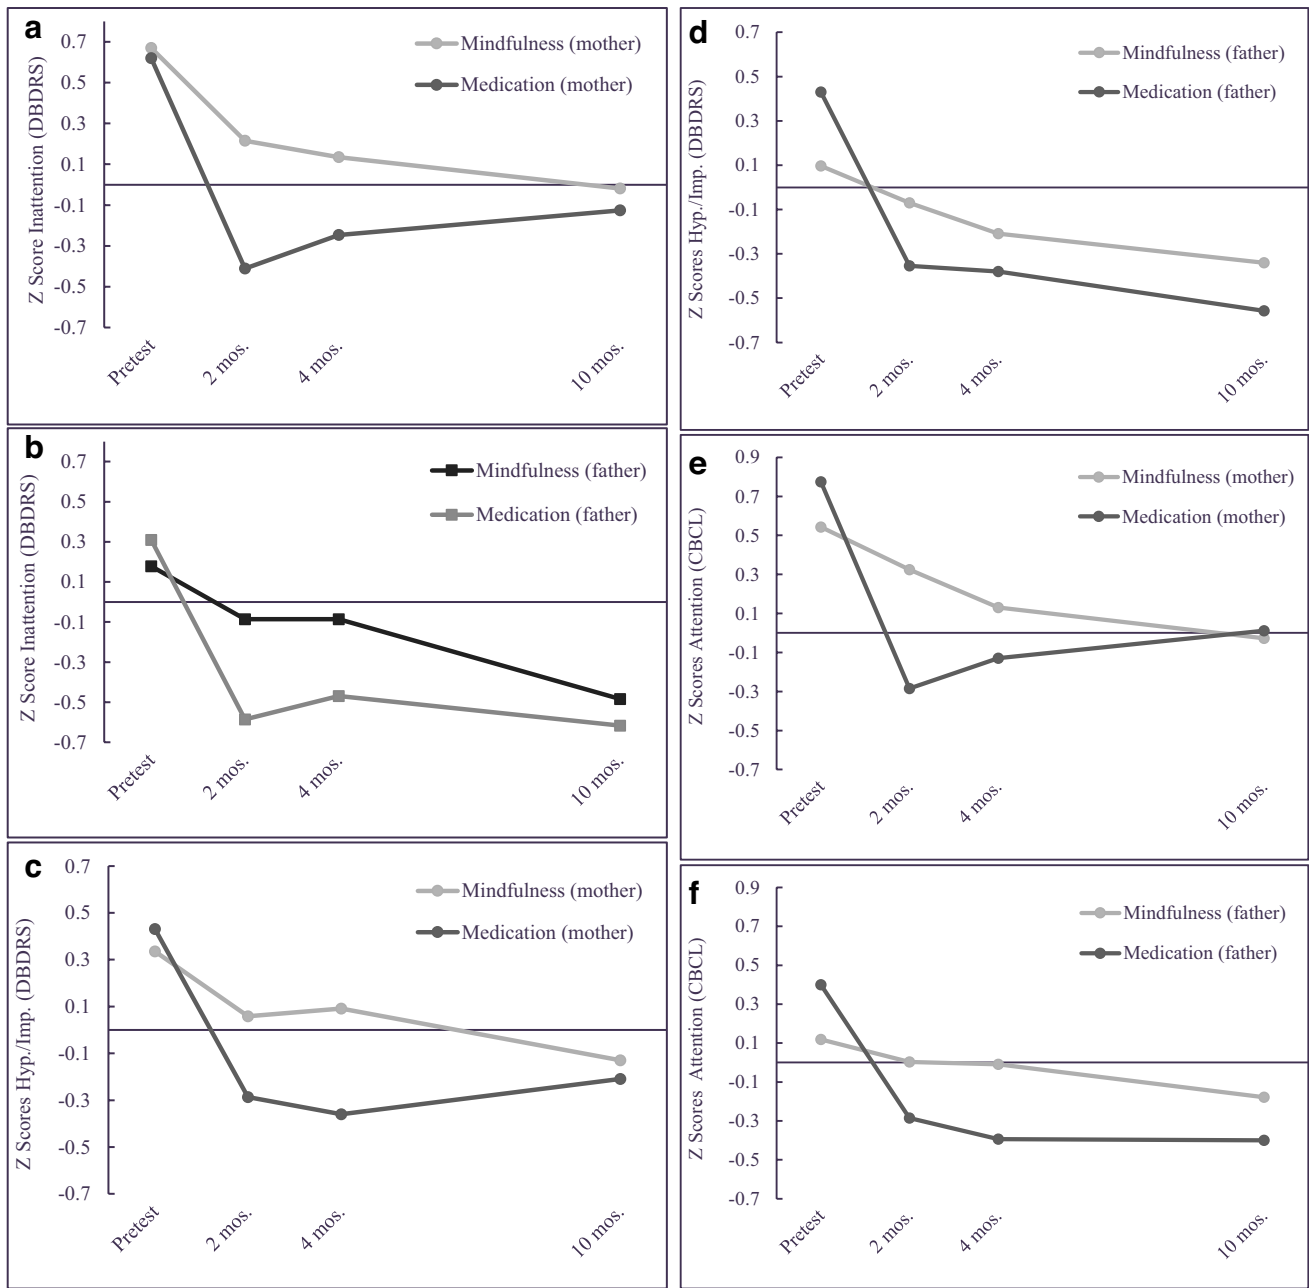 a
Z Score Inattention (DBDRS)
0.7
0.5
0.3
0.1
-0.1
-0.3
-0.5
-0.7
Mindfulness (mother)
Medication (mother)
Pretest
2 mos.
4 mos.
10 mos.
b
Z Score Inattention (DBDRS)
0.7
0.5
0.3
0.1
-0.1
-0.3
-0.5
-0.7
Mindfulness (father)
Medication (father)
Pretest
2 mos.
4 mos.
10 mos.
c
Z Scores Hyp./Imp. (DBDRS)
0.7
0.5
0.3
0.1
-0.1
-0.3
-0.5
-0.7
Mindfulness (mother)
Medication (mother)
Pretest
2 mos.
4 mos.
10 mos.
d
Z Scores Hyp./Imp. (DBDRS)
0.7
0.5
0.3
0.1
-0.1
-0.3
-0.5
-0.7
Mindfulness (father)
Medication (father)
Pretest
2 mos.
4 mos.
10 mos.
e
Z Scores Attention (CBCL)
0.9
0.7
0.5
0.3
0.1
-0.1
-0.3
-0.5
-0.7
Mindfulness (mother)
Medication (mother)
Pretest
2 mos.
4 mos.
10 mos.
f
Z Scores Attention (CBCL)
0.9
0.7
0.5
0.3
0.1
-0.1
-0.3
-0.5
-0.7
Mindfulness (father)
Medication (father)
Pretest
2 mos.
4 mos.
10 mos.